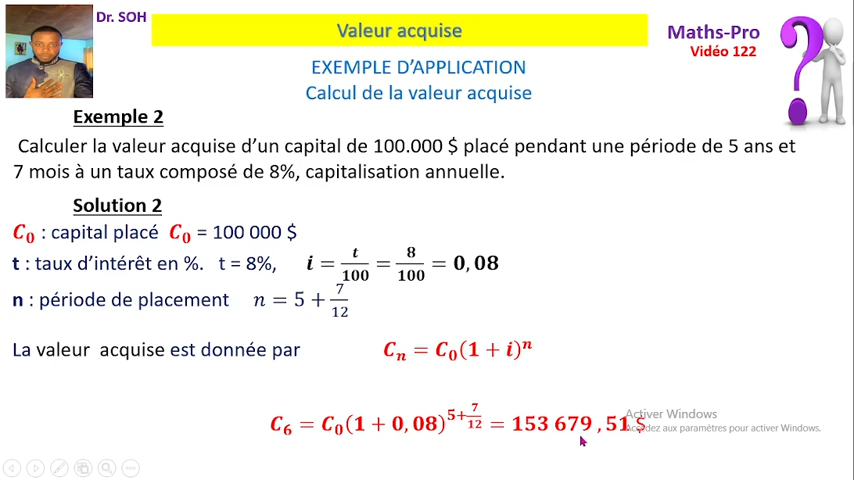 Dr. SOH
Valeur acquise
Maths-Pro
Vidéo 122
EXEMPLE D'APPLICATION
Calcul de la valeur acquise
Exemple 2
Calculer la valeur acquise d'un capital de 100.000 $ placé pendant une période de 5 ans et
7 mois à un taux composé de 8%, capitalisation annuelle.
Solution 2
C₀ : capital placé C₀ = 100 000 $
t : taux d'intérêt en %. t = 8%, i = t/100 = 8/100 = 0,08
n : période de placement n = 5 + 7/12
La valeur acquise est donnée par Cₙ = C₀(1 + i)ⁿ
C₆ = C₀(1 + 0,08)^(5+7/12) = 153 679,51 $
Activer Windows
Accédez aux paramètres pour activer Windows.